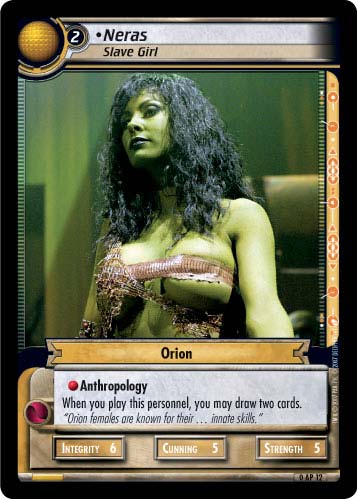 2 •Neras
Slave Girl
Orion
Anthropology
When you play this personnel, you may draw two cards.
"Orion females are known for their . . . innate skills."
INTEGRITY 6 CUNNING 5 STRENGTH 5
0 AP 12